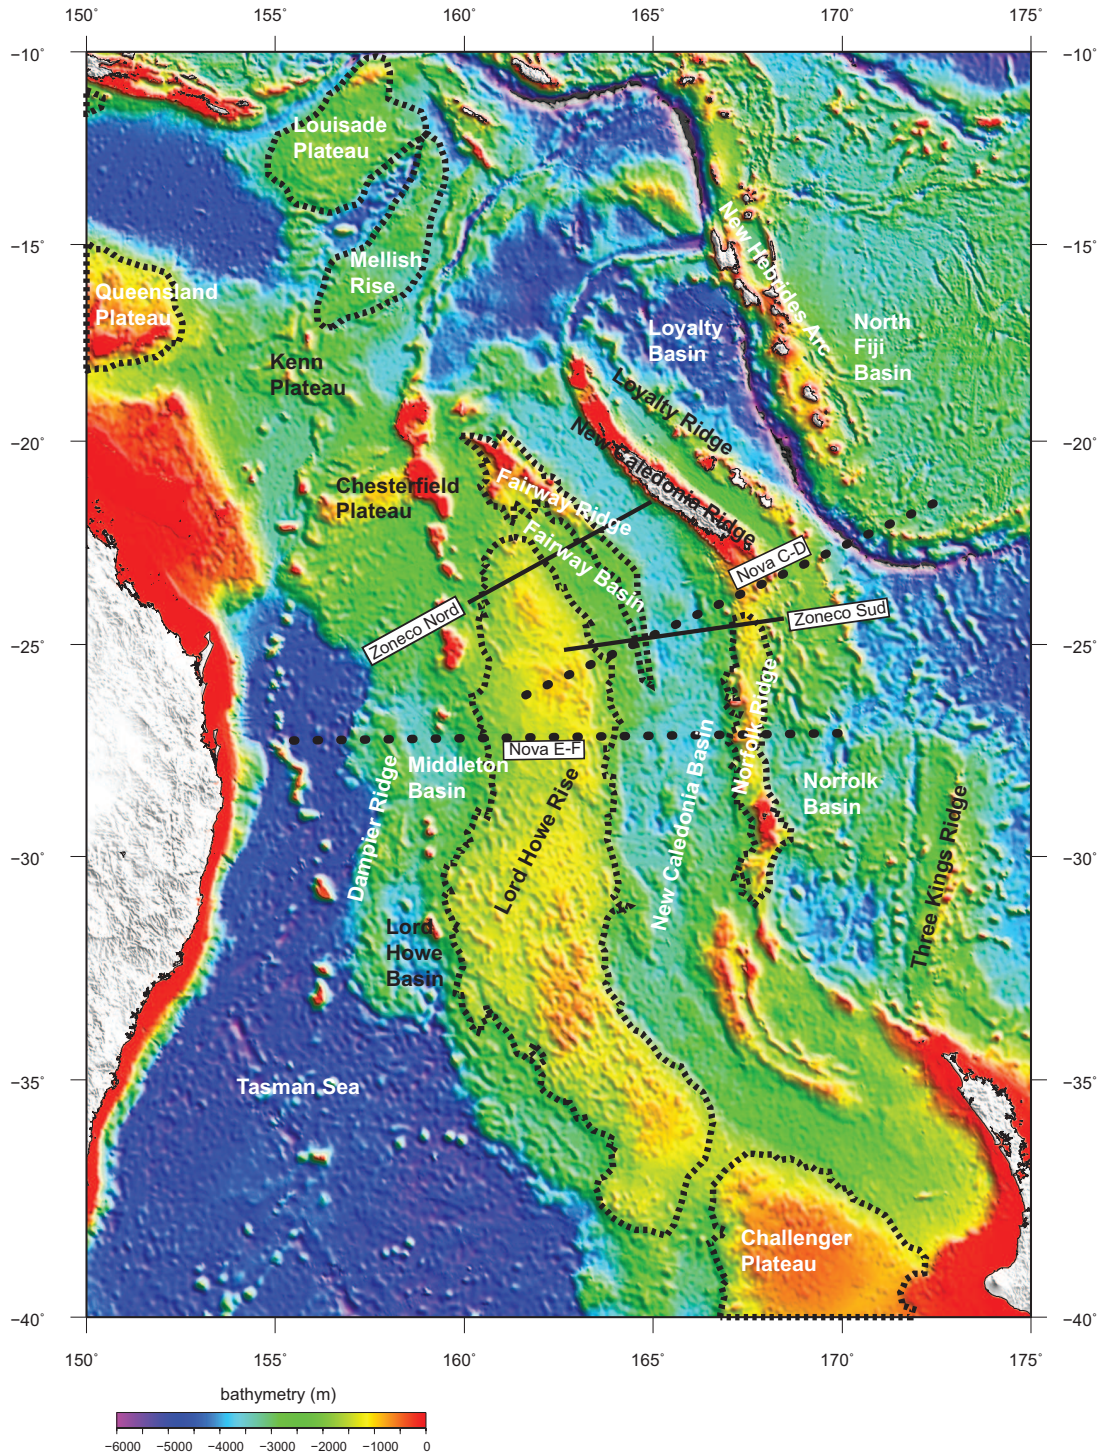 150° 155° 160° 165° 170° 175°
−10° −10°
Louisade
Plateau
New Hebrides Arc
−15° −15°
Mellish
Rise
Queensland
Plateau
Loyalty
Basin
North
Fiji
Basin
Kenn
Plateau
Loyalty Ridge
−20° −20°
New Caledonia Ridge
Chesterfield
Plateau
Fairway Ridge
Fairway Basin
Nova C-D
Zoneco Nord
Zoneco Sud
−25° −25°
Nova E-F
Middleton
Basin
Dampier Ridge
Lord Howe Rise
New Caledonia Basin
Norfolk Ridge
Norfolk
Basin
Three Kings Ridge
−30° −30°
Lord
Howe
Basin
−35° −35°
Tasman Sea
Challenger
Plateau
−40° −40°
150° 155° 160° 165° 170° 175°
bathymetry (m)
−6000 −5000 −4000 −3000 −2000 −1000 0